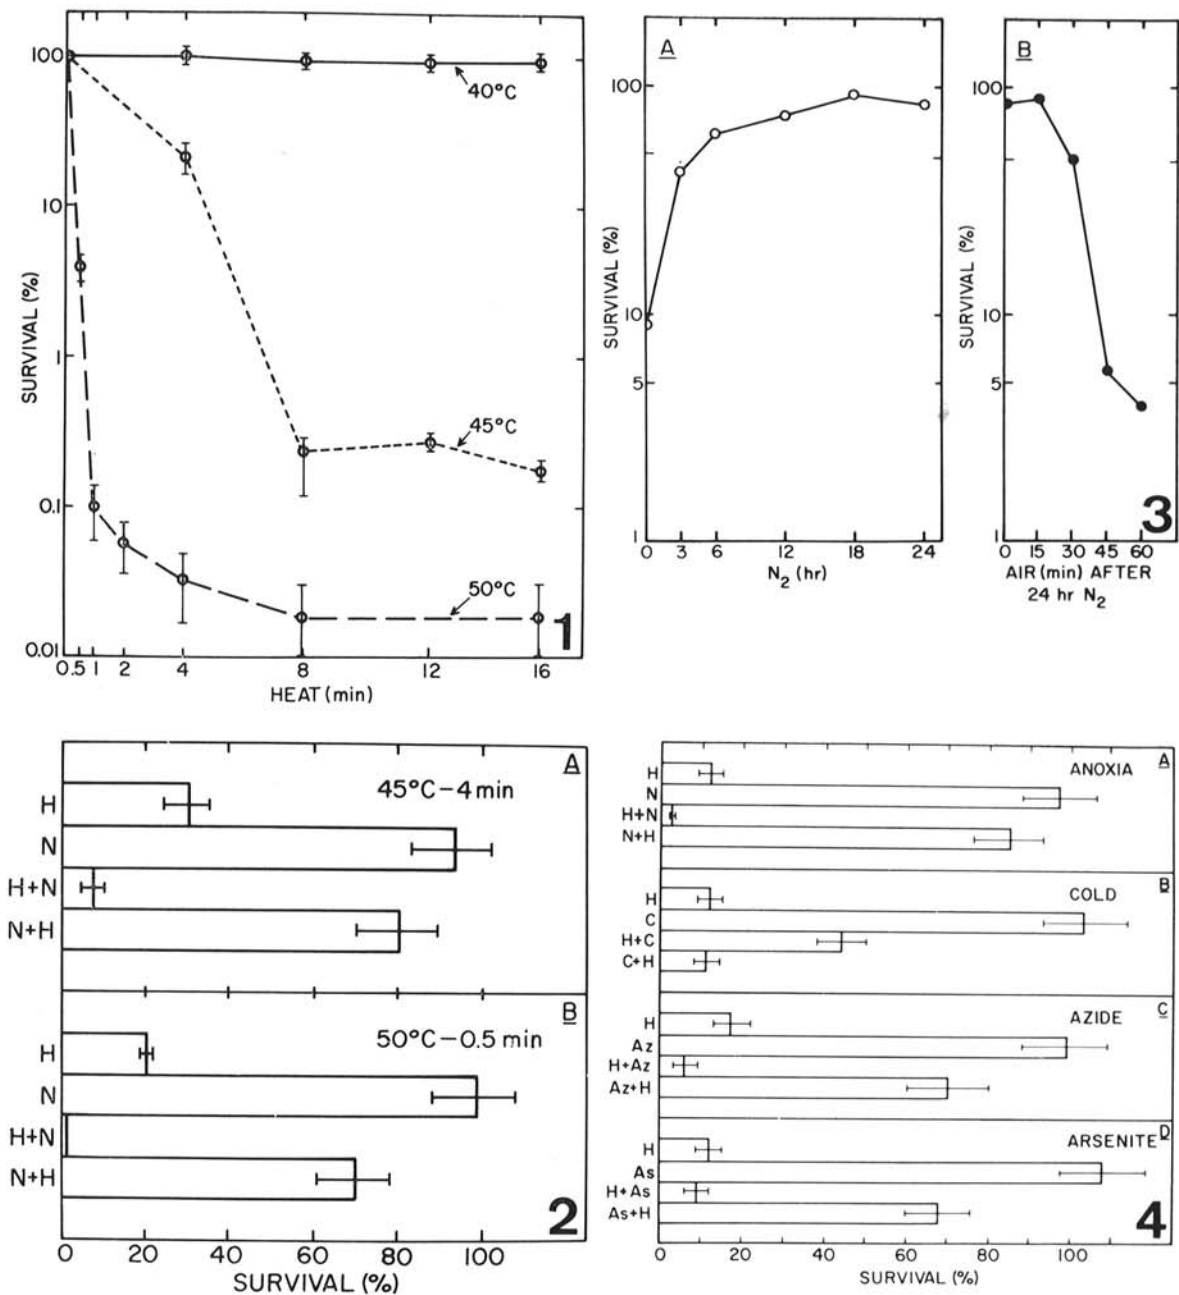 100
10
1
0.1
0.01
SURVIVAL (%)
40°C
45°C
50°C
0.5 1 2 4 8 12 16
HEAT (min)
1
A
100
10
5
1
SURVIVAL (%)
0 3 6 12 18 24
N2 (hr)
B
100
10
5
1
SURVIVAL (%)
0 15 30 45 60
AIR (min) AFTER
24 hr N2
3
A
45°C-4 min
H
N
H+N
N+H
B
50°C-0.5 min
H
N
H+N
N+H
2
0 20 40 60 80 100
SURVIVAL (%)
A
ANOXIA
H
N
H+N
N+H
B
COLD
H
C
H+C
C+H
C
AZIDE
H
Az
H+Az
Az+H
D
ARSENITE
H
As
H+As
As+H
4
0 20 40 60 80 100
SURVIVAL (%)